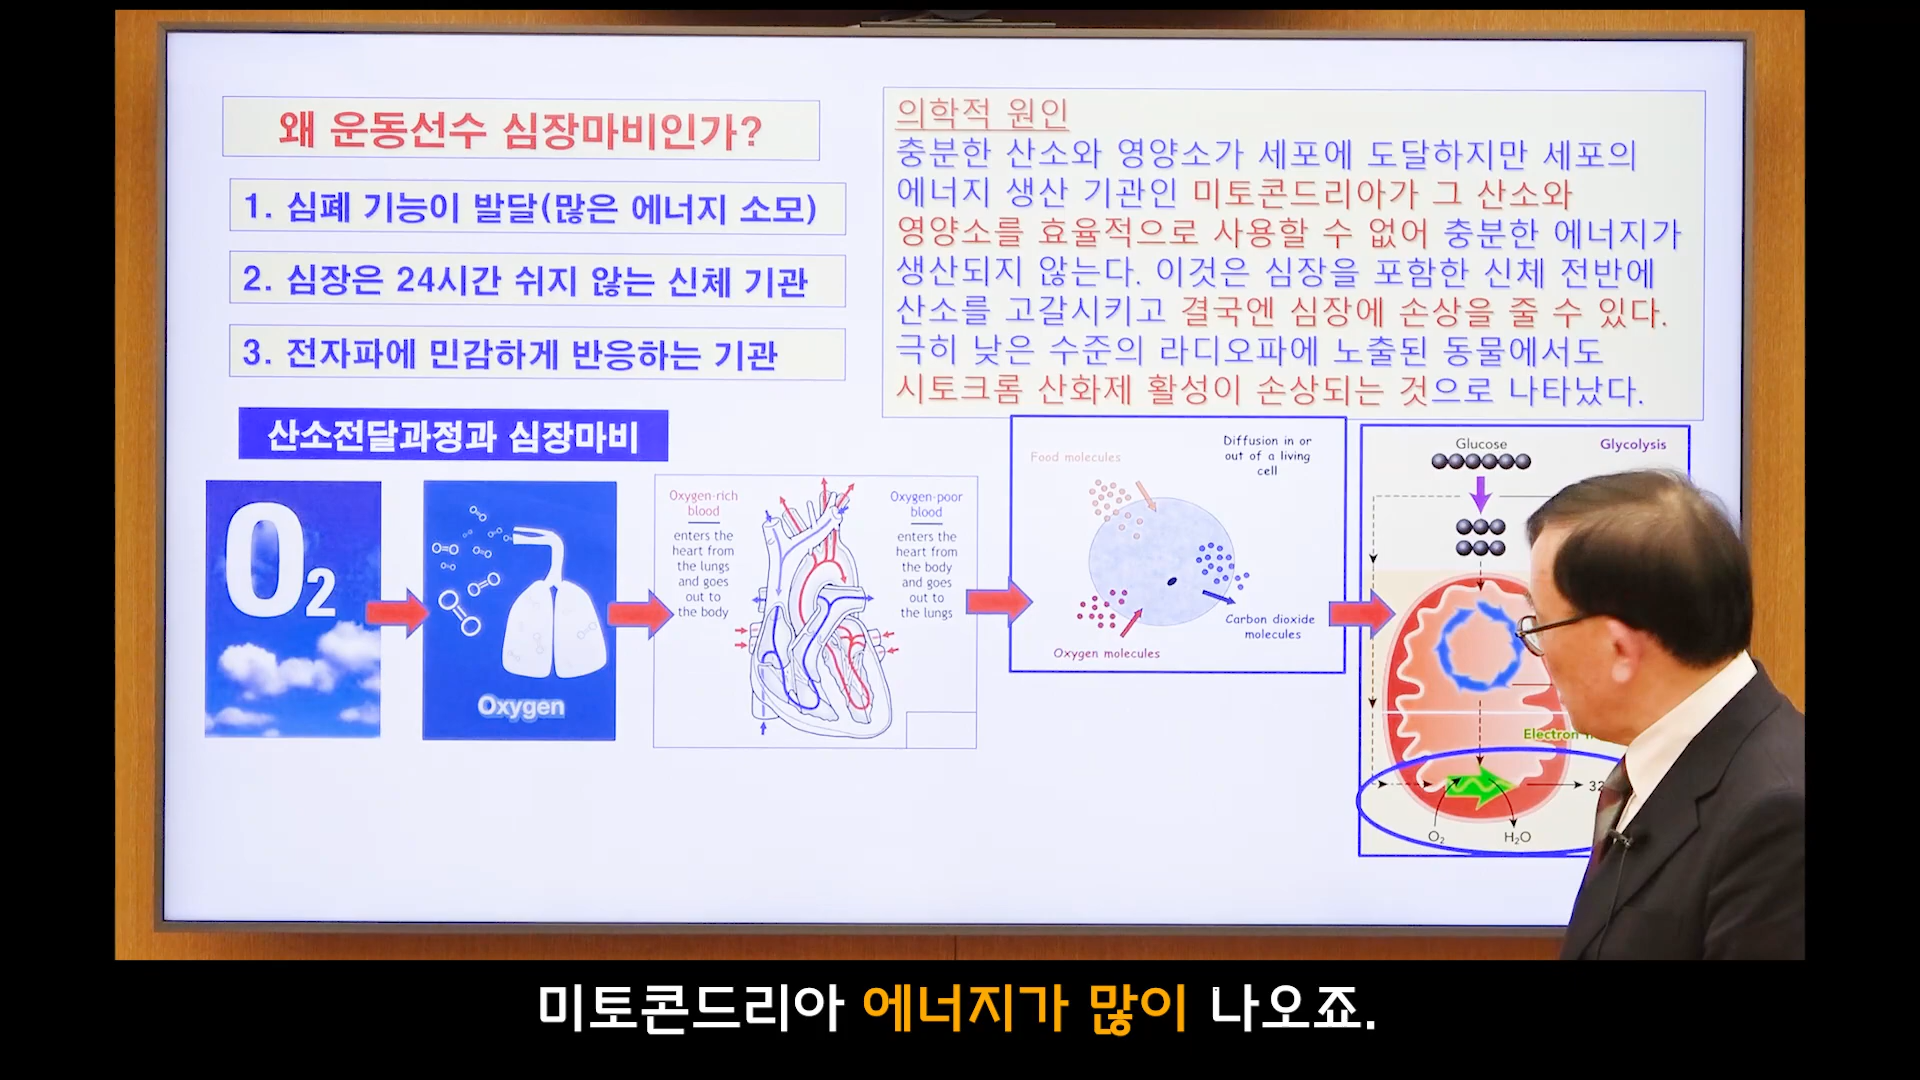 왜 운동선수 심장마비인가?
1. 심폐 기능이 발달(많은 에너지 소모)
2. 심장은 24시간 쉬지 않는 신체 기관
3. 전자파에 민감하게 반응하는 기관
의학적 원인
충분한 산소와 영양소가 세포에 도달하지만 세포의
에너지 생산 기관인 미토콘드리아가 그 산소와
영양소를 효율적으로 사용할 수 없어 충분한 에너지가
생산되지 않는다. 이것은 심장을 포함한 신체 전반에
산소를 고갈시키고 결국엔 심장에 손상을 줄 수 있다.
극히 낮은 수준의 라디오파에 노출된 동물에서도
시토크롬 산화제 활성이 손상되는 것으로 나타났다.
산소전달과정과 심장마비
O2
Oxygen
Oxygen-rich
blood
enters the
heart from
the lungs
and goes
out to
the body
Oxygen-poor
blood
enters the
heart from
the body
and goes
out to
the lungs
Food molecules
Diffusion in or
out of a living
cell
Carbon dioxide
molecules
Oxygen molecules
Glucose
Glycolysis
Electron
32
O2
H2O
미토콘드리아 에너지가 많이 나오죠.